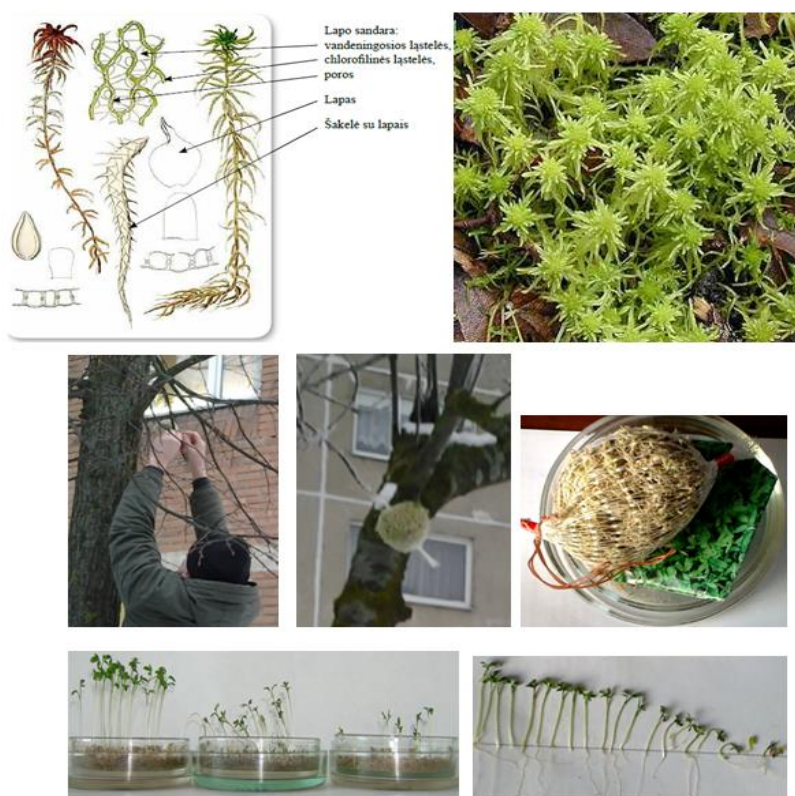 Lapo sandara:
vandeningosios ląstelės,
chlorofilinės ląstelės,
poros
Lapas
Šakelė su lapais